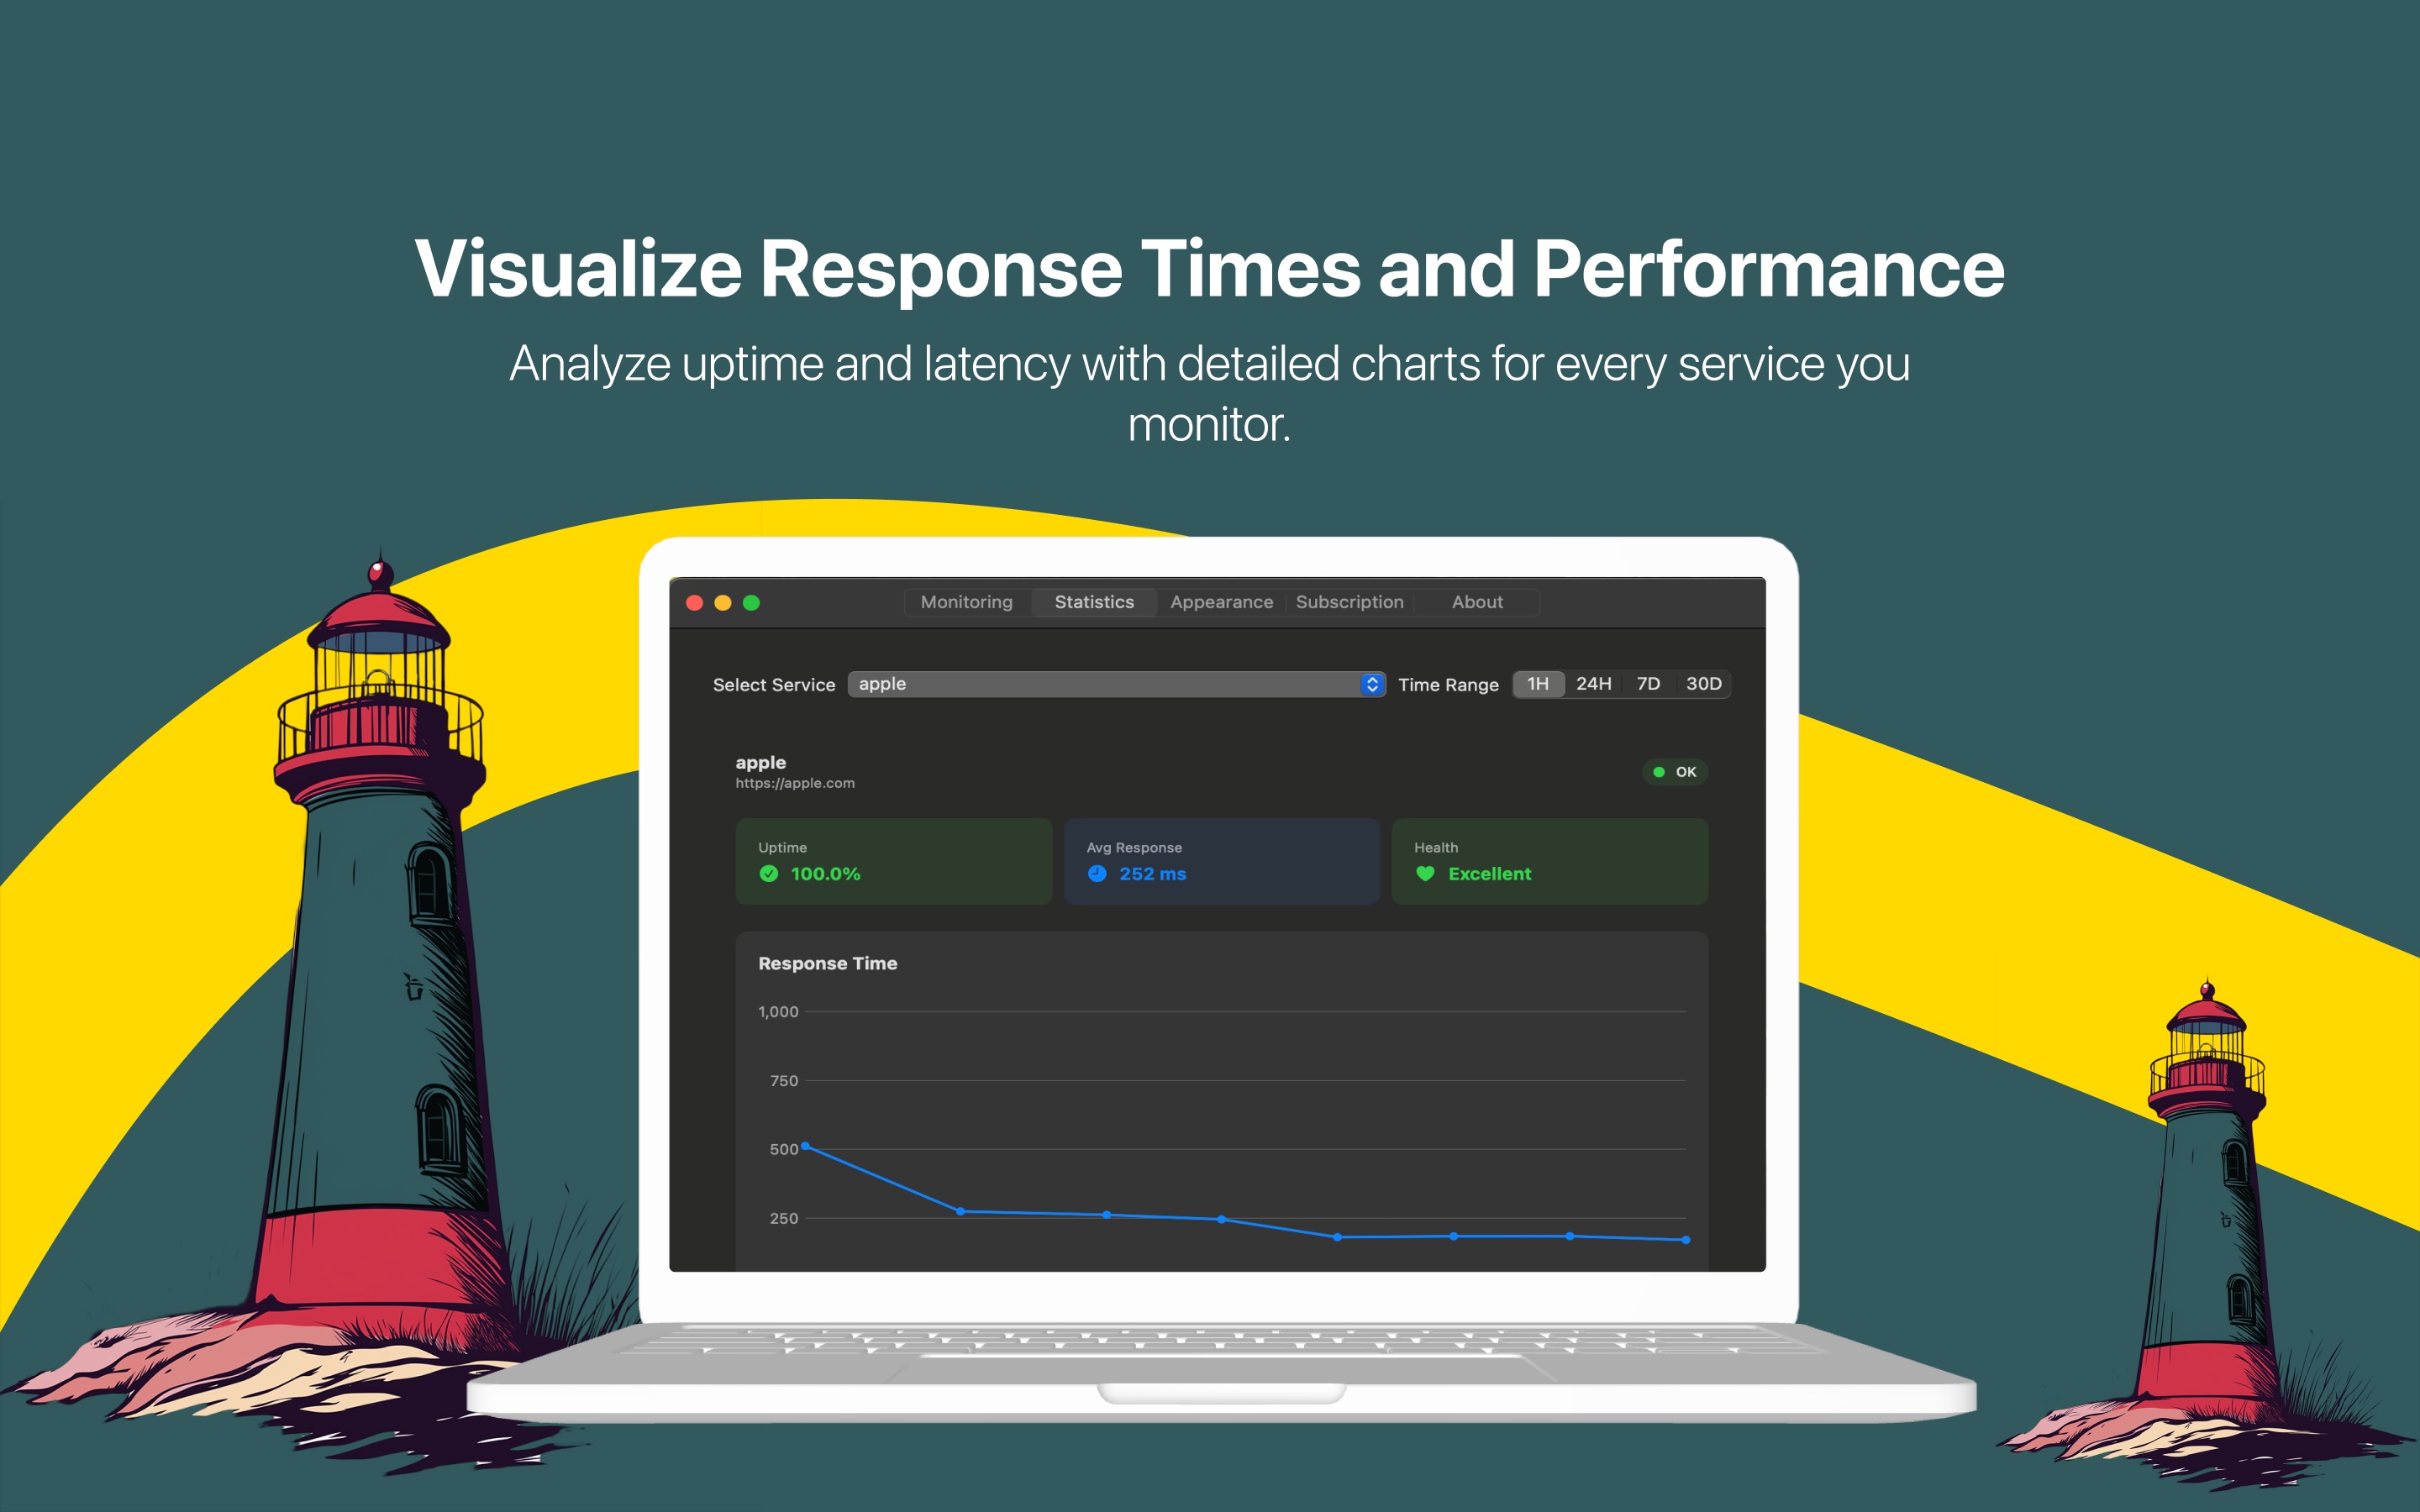 Visualize Response Times and Performance
Analyze uptime and latency with detailed charts for every service you
monitor.
Monitoring Statistics Appearance Subscription About
Select Service apple Time Range 1H 24H 7D 30D
apple
https://apple.com
OK
Uptime
100.0%
Avg Response
252 ms
Health
Excellent
Response Time
1,000
750
500
250